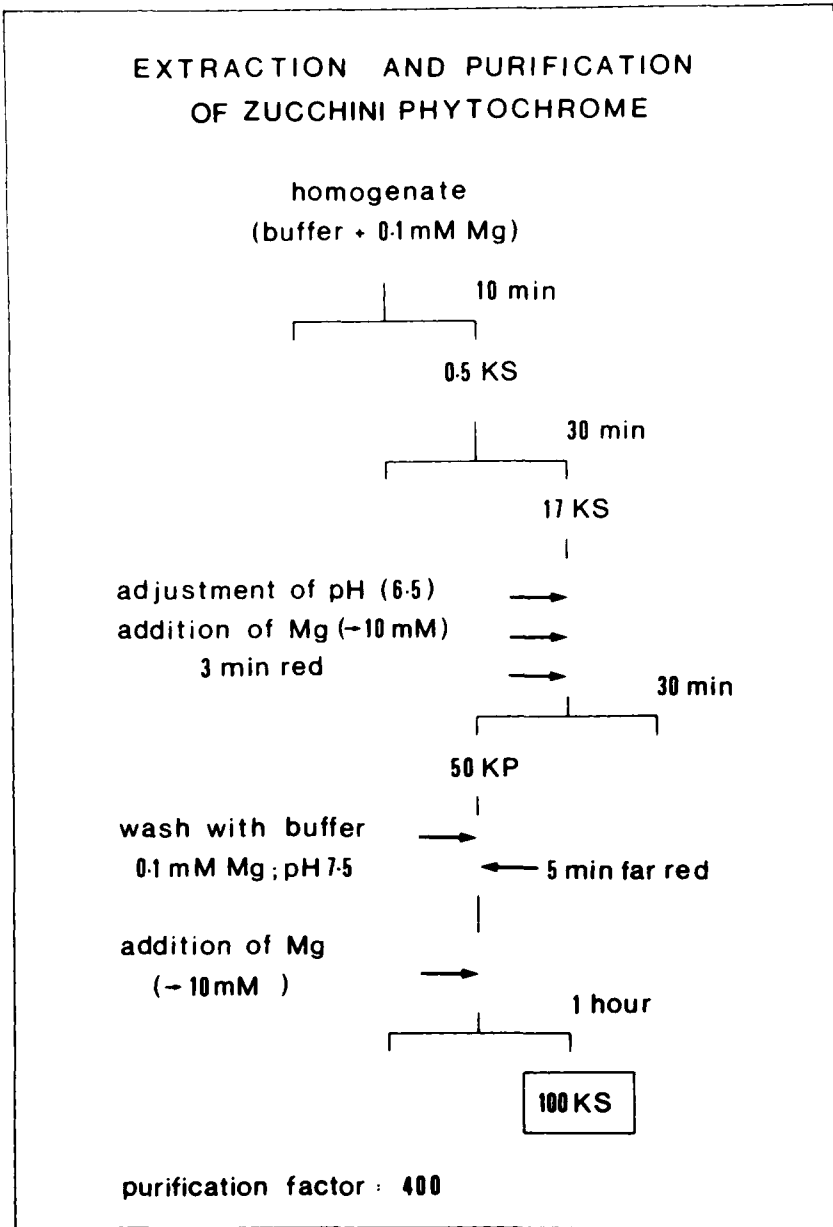 EXTRACTION AND PURIFICATION
OF ZUCCHINI PHYTOCHROME
homogenate
(buffer + 0·1 mM Mg)
10 min
0·5 KS
30 min
17 KS
adjustment of pH (6·5)
addition of Mg (→10 mM)
3 min red
30 min
50 KP
wash with buffer
0·1 mM Mg ; pH 7·5
5 min far red
addition of Mg
(→ 10 mM )
1 hour
100 KS
purification factor : 400